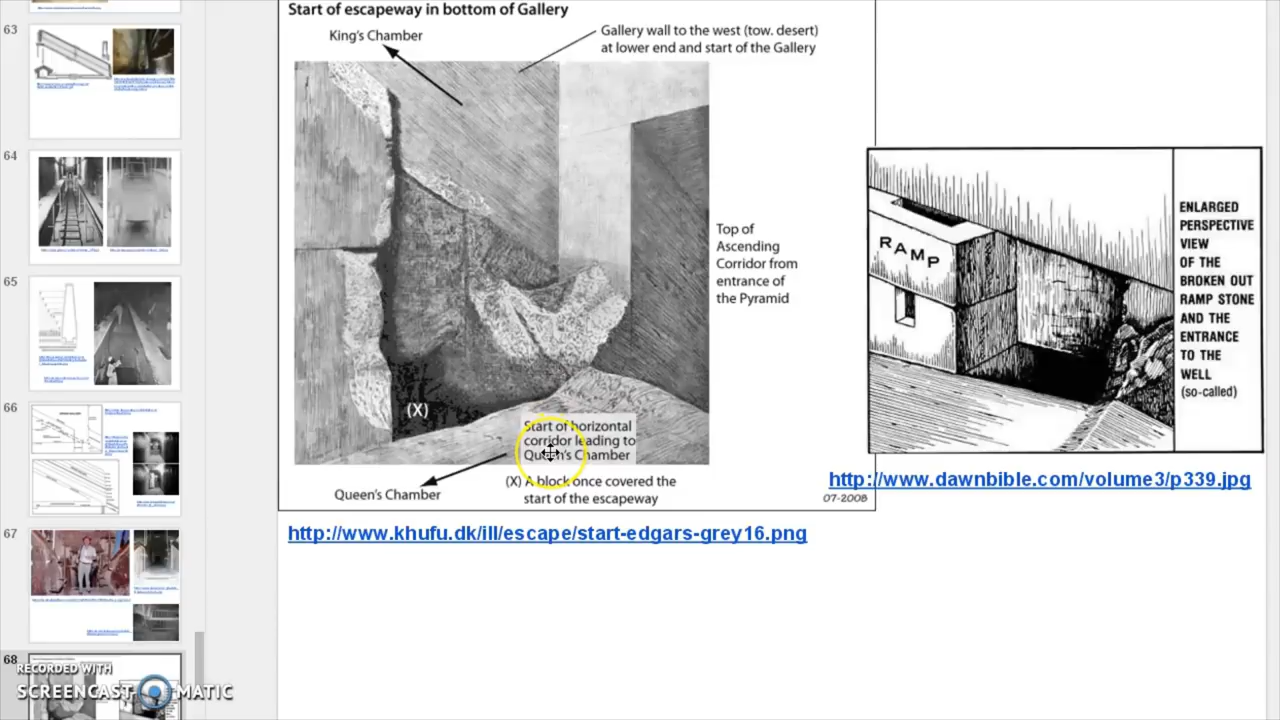 63
64
65
66
67
68
RECORDED WITH
SCREENCAST MATIC
Start of escapeway in bottom of Gallery
King's Chamber
Gallery wall to the west (tow. desert)
at lower end and start of the Gallery
Top of
Ascending
Corridor from
entrance of
the Pyramid
(X)
Start of horizontal
corridor leading to
Queen's Chamber
Queen's Chamber
(X) A block once covered the
start of the escapeway
07-2008
http://www.khufu.dk/ill/escape/start-edgars-grey16.png
RAMP
ENLARGED
PERSPECTIVE
VIEW
OF THE
BROKEN OUT
RAMP STONE
AND THE
ENTRANCE
TO THE
WELL
(so-called)
http://www.dawnbible.com/volume3/p339.jpg